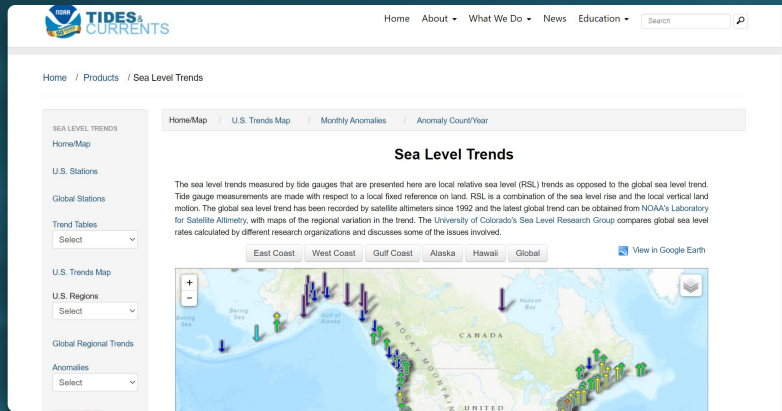 NOAA
50
TIDES &
CURRENTS
Home About What We Do News Education Search
Home / Products / Sea Level Trends
SEA LEVEL TRENDS
Home/Map
U.S. Stations
Global Stations
Trend Tables
Select
U.S. Trends Map
U.S. Regions
Select
Global Regional Trends
Anomalies
Select
Home/Map / U.S. Trends Map / Monthly Anomalies / Anomaly Count/Year
Sea Level Trends
The sea level trends measured by tide gauges that are presented here are local relative sea level (RSL) trends as opposed to the global sea level trend.
Tide gauge measurements are made with respect to a local fixed reference on land. RSL is a combination of the sea level rise and the local vertical land
motion. The global sea level trend has been recorded by satellite altimeters since 1992 and the latest global trend can be obtained from NOAA's Laboratory
for Satellite Altimetry, with maps of the regional variation in the trend. The University of Colorado's Sea Level Research Group compares global sea level
rates calculated by different research organizations and discusses some of the issues involved.
East Coast West Coast Gulf Coast Alaska Hawaii Global View in Google Earth
+
−
Bering
Sea
Bering
Sea
Gulf of
Alaska
Hudson
Bay
CANADA
ROCKY MOUNTAIN
UNITED